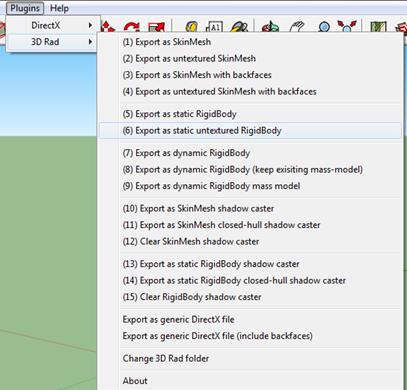 Plugins Help
DirectX
3D Rad
(1) Export as SkinMesh
(2) Export as untextured SkinMesh
(3) Export as SkinMesh with backfaces
(4) Export as untextured SkinMesh with backfaces
(5) Export as static RigidBody
(6) Export as static untextured RigidBody
(7) Export as dynamic RigidBody
(8) Export as dynamic RigidBody (keep exisiting mass-model)
(9) Export as dynamic RigidBody mass model
(10) Export as SkinMesh shadow caster
(11) Export as SkinMesh closed-hull shadow caster
(12) Clear SkinMesh shadow caster
(13) Export as static RigidBody shadow caster
(14) Export as static RigidBody closed-hull shadow caster
(15) Clear RigidBody shadow caster
Export as generic DirectX file
Export as generic DirectX file (include backfaces)
Change 3D Rad folder
About